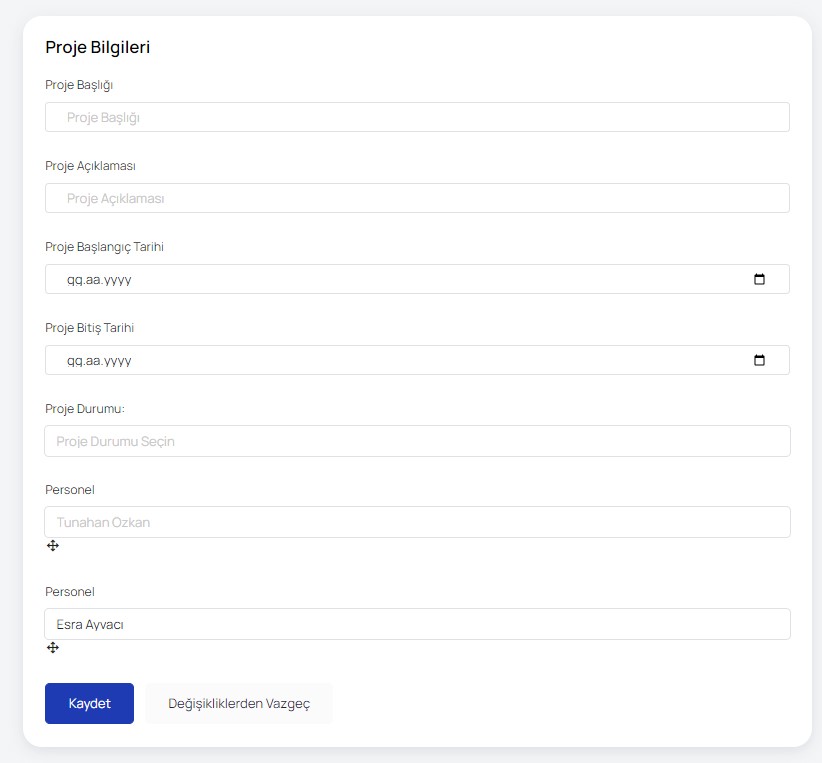 Proje Bilgileri
Proje Başlığı
Proje Başlığı
Proje Açıklaması
Proje Açıklaması
Proje Başlangıç Tarihi
gg.aa.yyyy
Proje Bitiş Tarihi
gg.aa.yyyy
Proje Durumu:
Proje Durumu Seçin
Personel
Tunahan Ozkan
Personel
Esra Ayvacı
Kaydet Değişikliklerden Vazgeç